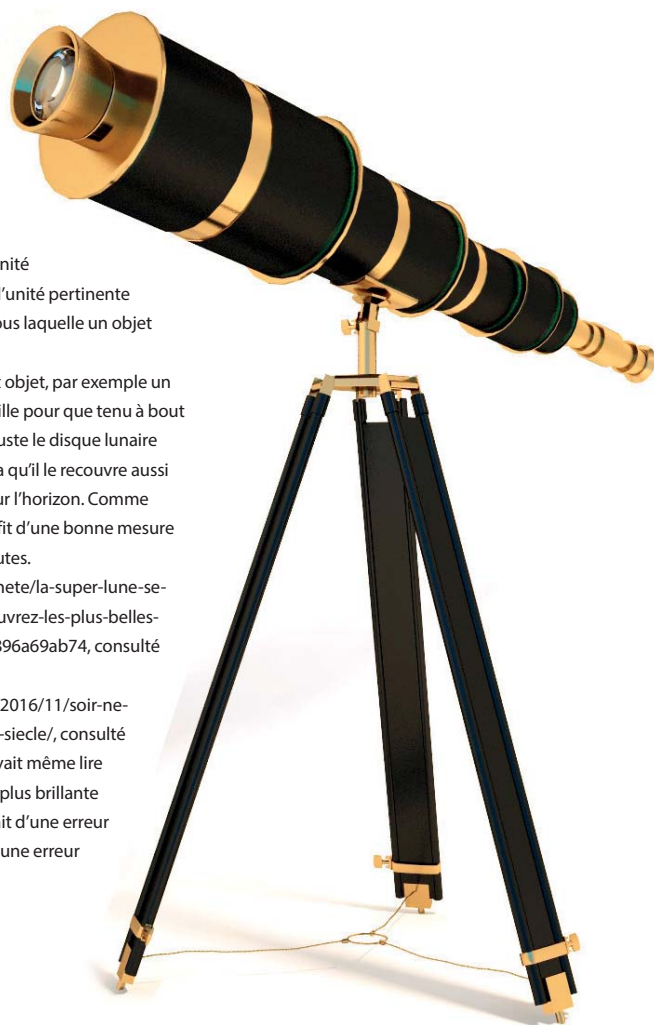 nité
l'unité pertinente
ous laquelle un objet
t objet, par exemple un
ille pour que tenu à bout
uste le disque lunaire
a qu'il le recouvre aussi
ur l'horizon. Comme
fit d'une bonne mesure
utes.
nete/la-super-lune-se-
uvrez-les-plus-belles-
396a69ab74, consulté
2016/11/soir-ne-
-siecle/, consulté
vait même lire
plus brillante
it d'une erreur
une erreur